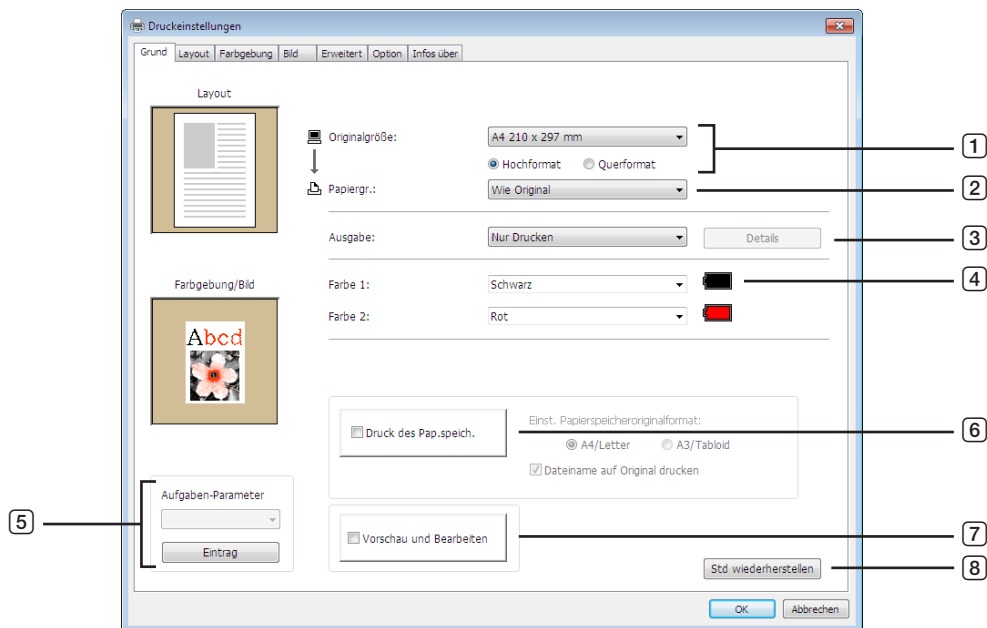 Druckeinstellungen
Grund Layout Farbgebung Bild Erweitert Option Infos über
Layout
Originalgröße:
A4 210 x 297 mm
1
Hochformat Querformat
Papiergr.:
Wie Original
2
Ausgabe:
Nur Drucken
Details
3
Farbgebung/Bild
Farbe 1:
Schwarz
4
Farbe 2:
Rot
Abcd
Druck des Pap.speich.
Einst. Papierspeicheroriginalformat:
6
A4/Letter A3/Tabloid
Dateiname auf Original drucken
Aufgaben-Parameter
5
Eintrag
Vorschau und Bearbeiten
7
Std wiederherstellen
8
OK Abbrechen